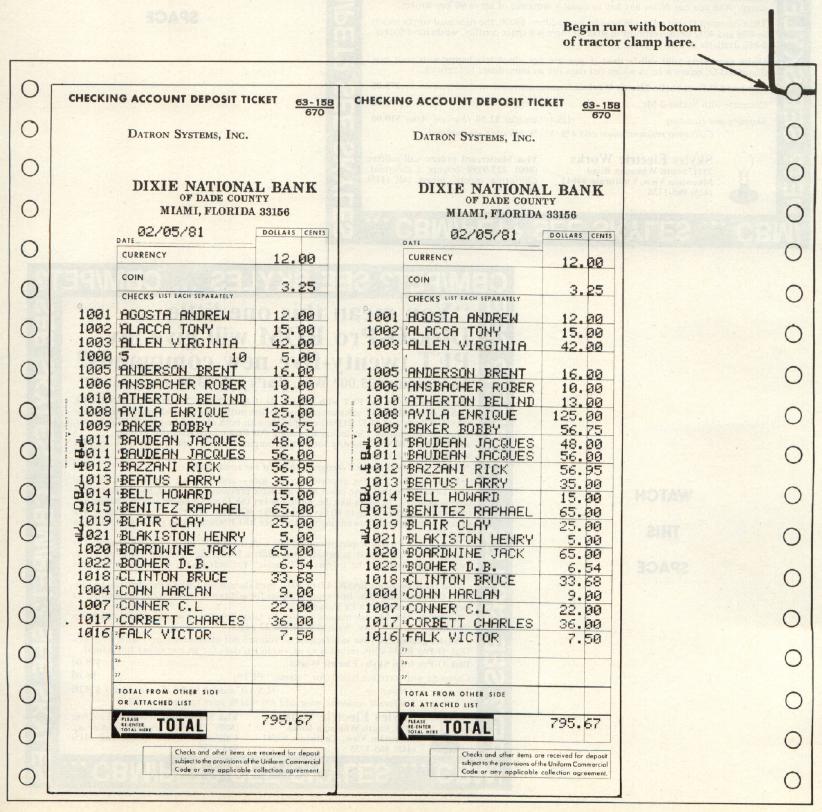 Begin run with bottom
of tractor clamp here.
CHECKING ACCOUNT DEPOSIT TICKET 63-158
670
DATRON SYSTEMS, INC.
DIXIE NATIONAL BANK
OF DADE COUNTY
MIAMI, FLORIDA 33156
02/05/81
DATE DOLLARS CENTS
CURRENCY 12.00
COIN 3.25
CHECKS LIST EACH SEPARATELY
1001 AGOSTA ANDREW 12.00
1002 ALACCA TONY 15.00
1003 ALLEN VIRGINIA 42.00
1000 5 10 5.00
1005 ANDERSON BRENT 16.00
1006 ANSBACHER ROBER 10.00
1010 ATHERTON BELIND 13.00
1008 AVILA ENRIQUE 125.00
1009 BAKER BOBBY 56.75
1011 BAUDEAN JACQUES 48.00
1011 BAUDEAN JACQUES 56.00
1012 BAZZANI RICK 56.95
1013 BEATUS LARRY 35.00
1014 BELL HOWARD 15.00
1015 BENITEZ RAPHAEL 65.00
1019 BLAIR CLAY 25.00
1021 BLAKISTON HENRY 5.00
1020 BOARDWINE JACK 65.00
1022 BOOHER D.B. 6.54
1018 CLINTON BRUCE 33.68
1004 COHN HARLAN 9.00
1007 CONNER C.L 22.00
1017 CORBETT CHARLES 36.00
1016 FALK VICTOR 7.50
25
26
27
TOTAL FROM OTHER SIDE
OR ATTACHED LIST
PLEASE
RE-ENTER
TOTAL HERE
TOTAL 795.67
Checks and other items are received for deposit
subject to the provisions of the Uniform Commercial
Code or any applicable collection agreement.
CHECKING ACCOUNT DEPOSIT TICKET 63-158
670
DATRON SYSTEMS, INC.
DIXIE NATIONAL BANK
OF DADE COUNTY
MIAMI, FLORIDA 33156
02/05/81
DATE DOLLARS CENTS
CURRENCY 12.00
COIN 3.25
CHECKS LIST EACH SEPARATELY
1001 AGOSTA ANDREW 12.00
1002 ALACCA TONY 15.00
1003 ALLEN VIRGINIA 42.00
1005 ANDERSON BRENT 16.00
1006 ANSBACHER ROBER 10.00
1010 ATHERTON BELIND 13.00
1008 AVILA ENRIQUE 125.00
1009 BAKER BOBBY 56.75
1011 BAUDEAN JACQUES 48.00
1011 BAUDEAN JACQUES 56.00
1012 BAZZANI RICK 56.95
1013 BEATUS LARRY 35.00
1014 BELL HOWARD 15.00
1015 BENITEZ RAPHAEL 65.00
1019 BLAIR CLAY 25.00
1021 BLAKISTON HENRY 5.00
1020 BOARDWINE JACK 65.00
1022 BOOHER D.B. 6.54
1018 CLINTON BRUCE 33.68
1004 COHN HARLAN 9.00
1007 CONNER C.L 22.00
1017 CORBETT CHARLES 36.00
1016 FALK VICTOR 7.50
25
26
27
TOTAL FROM OTHER SIDE
OR ATTACHED LIST
PLEASE
RE-ENTER
TOTAL HERE
TOTAL 795.67
Checks and other items are received for deposit
subject to the provisions of the Uniform Commercial
Code or any applicable collection agreement.